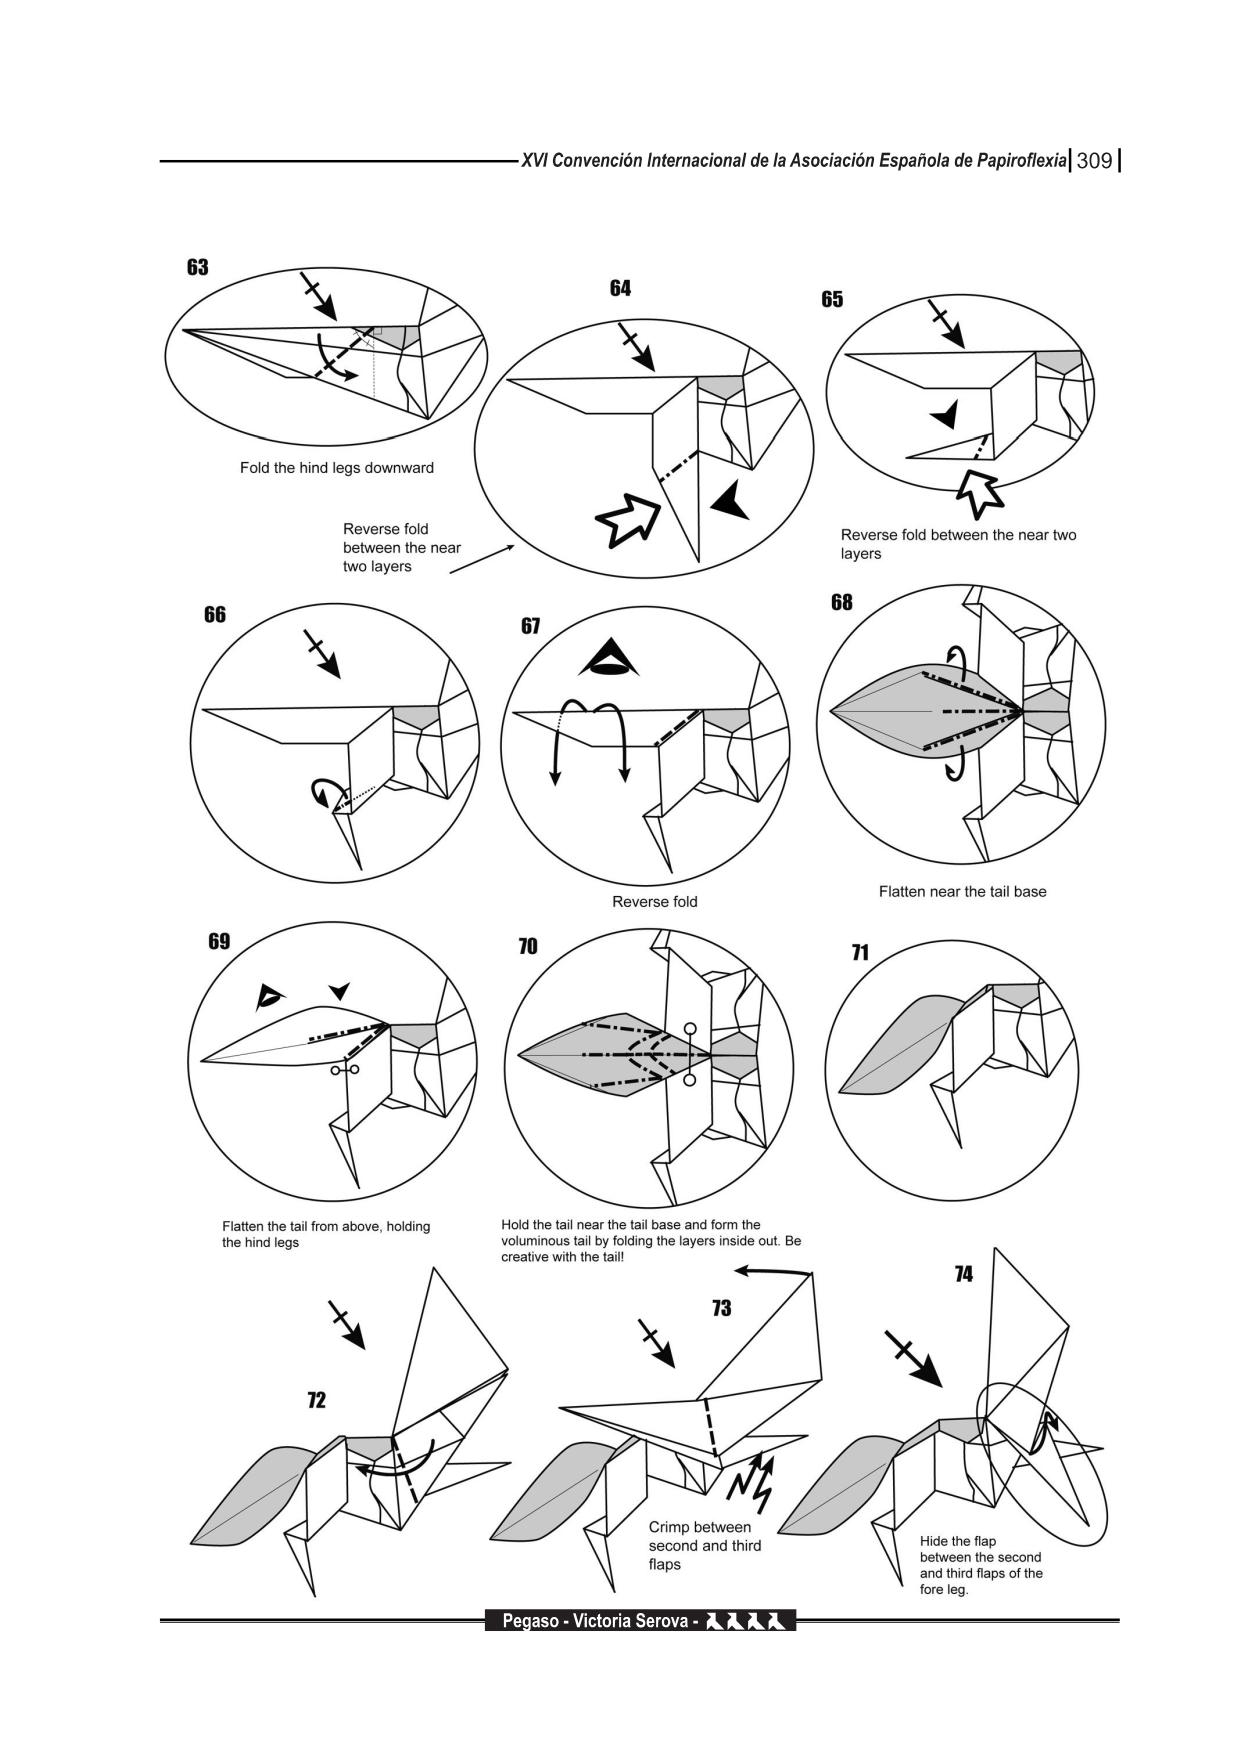 XVI Convención Internacional de la Asociación Española de Papiroflexia 309
63
Fold the hind legs downward
64
Reverse fold
between the near
two layers
65
Reverse fold between the near two
layers
66
67
Reverse fold
68
Flatten near the tail base
69
Flatten the tail from above, holding
the hind legs
70
Hold the tail near the tail base and form the
voluminous tail by folding the layers inside out. Be
creative with the tail!
71
72
73
Crimp between
second and third
flaps
74
Hide the flap
between the second
and third flaps of the
fore leg.
Pegaso - Victoria Serova -